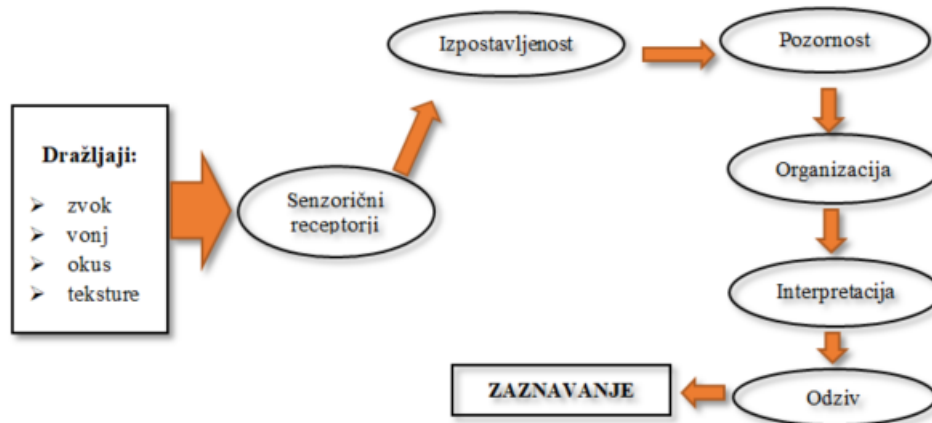 Dražljaji:
➢ zvok
➢ vonj
➢ okus
➢ teksture
Senzorični
receptorji
Izpostavljenost
Pozornost
Organizacija
Interpretacija
Odziv
ZAZNAVANJE